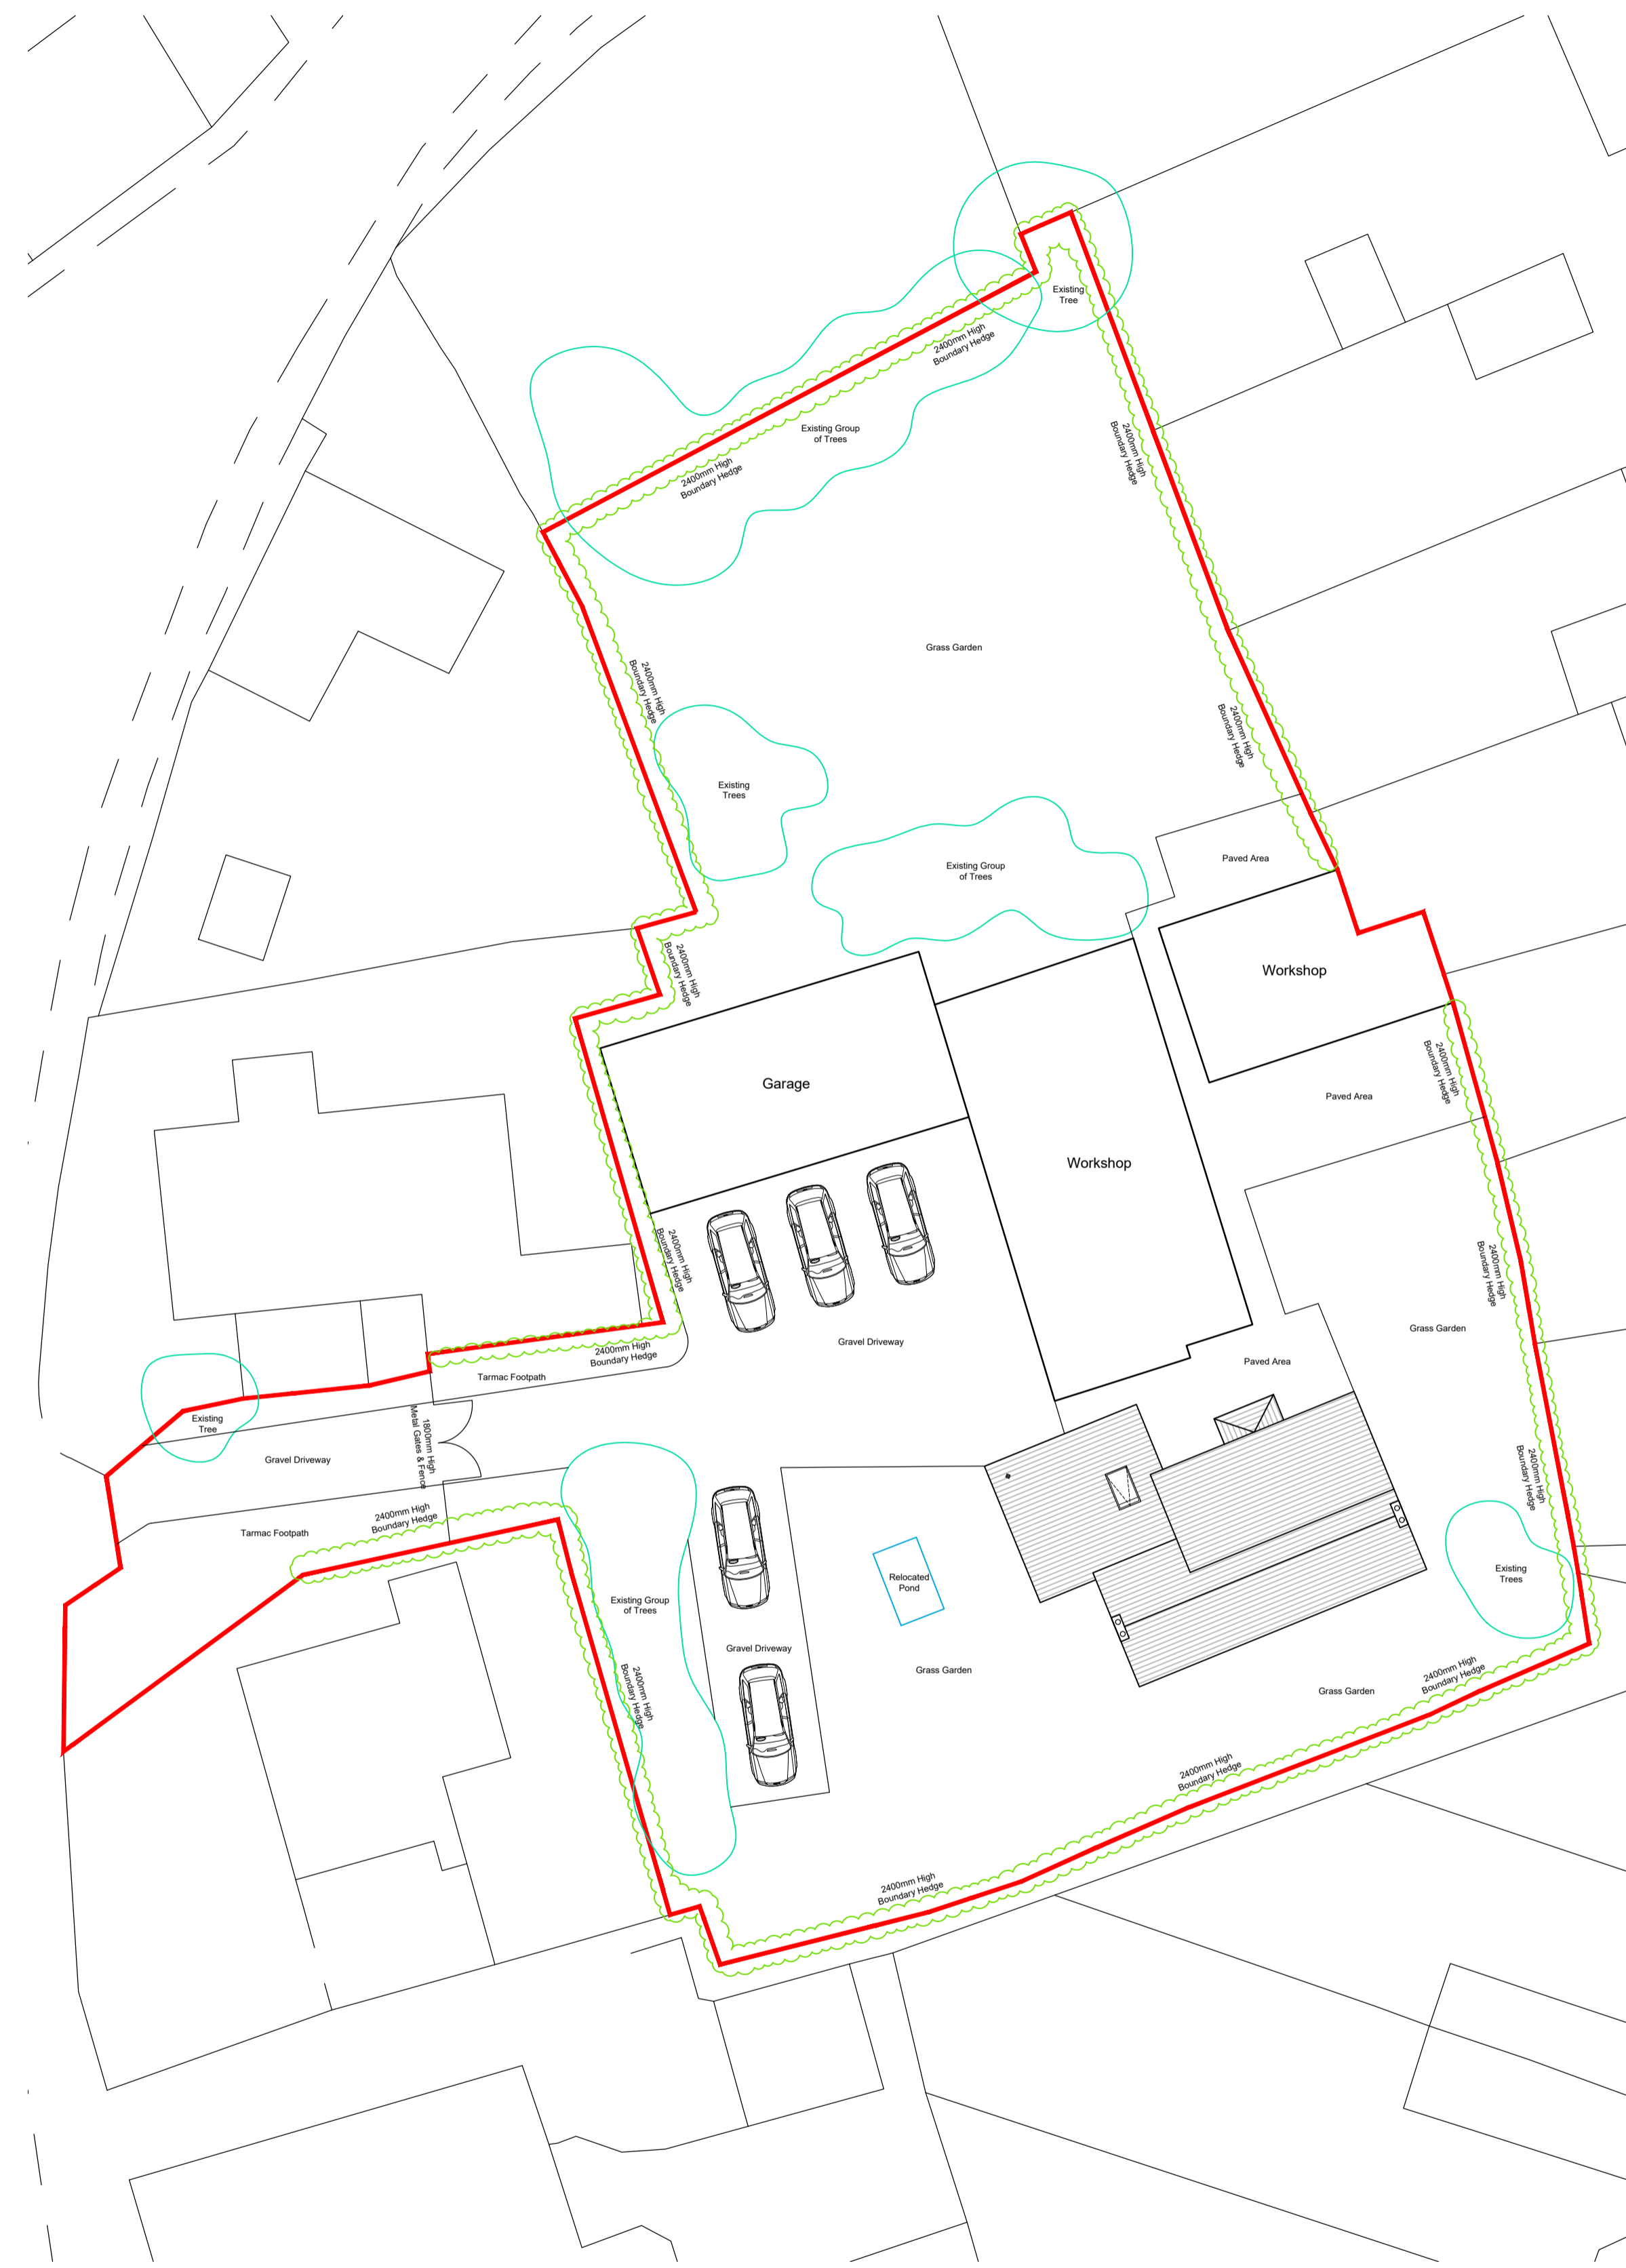 Existing
Tree
2400mm High
Boundary Hedge
Existing Group
of Trees
2400mm High
Boundary Hedge
2400mm High
Boundary Hedge
Grass Garden
2400mm High
Boundary Hedge
2400mm High
Boundary Hedge
Existing
Trees
Paved Area
Existing Group
of Trees
2400mm High
Boundary Hedge
Workshop
Garage
2400mm High
Boundary Hedge
Paved Area
Workshop
2400mm High
Boundary Hedge
2400mm High
Boundary Hedge
Grass Garden
Gravel Driveway
2400mm High
Boundary Hedge
Paved Area
Tarmac Footpath
Existing
Tree
1800mm High
Metal Gates & Fence
Gravel Driveway
2400mm High
Boundary Hedge
2400mm High
Boundary Hedge
Tarmac Footpath
Existing
Trees
Relocated
Pond
Existing Group
of Trees
Gravel Driveway
Grass Garden
2400mm High
Boundary Hedge
Grass Garden
2400mm High
Boundary Hedge
2400mm High
Boundary Hedge
2400mm High
Boundary Hedge